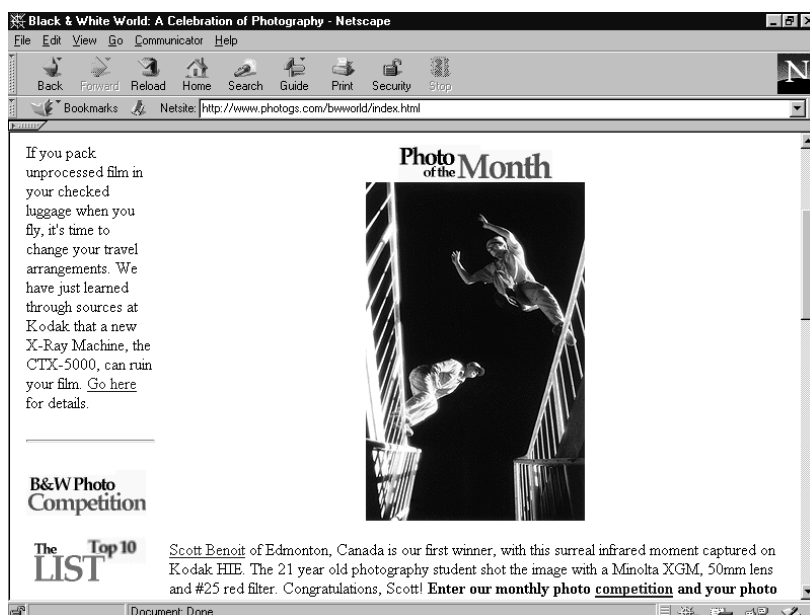 Black & White World: A Celebration of Photography - Netscape
File Edit View Go Communicator Help
Back Forward Reload Home Search Guide Print Security Stop
N
Bookmarks Netsite: http://www.photogs.com/bwworld/index.html
If you pack
unprocessed film in
your checked
luggage when you
fly, it's time to
change your travel
arrangements. We
have just learned
through sources at
Kodak that a new
X-Ray Machine, the
CTX-5000, can ruin
your film. Go here
for details.
B&W Photo
Competition
The Top 10
LIST
Photo
of the Month
Scott Benoit of Edmonton, Canada is our first winner, with this surreal infrared moment captured on
Kodak HIE. The 21 year old photography student shot the image with a Minolta XGM, 50mm lens
and #25 red filter. Congratulations, Scott! Enter our monthly photo competition and your photo
Document: Done